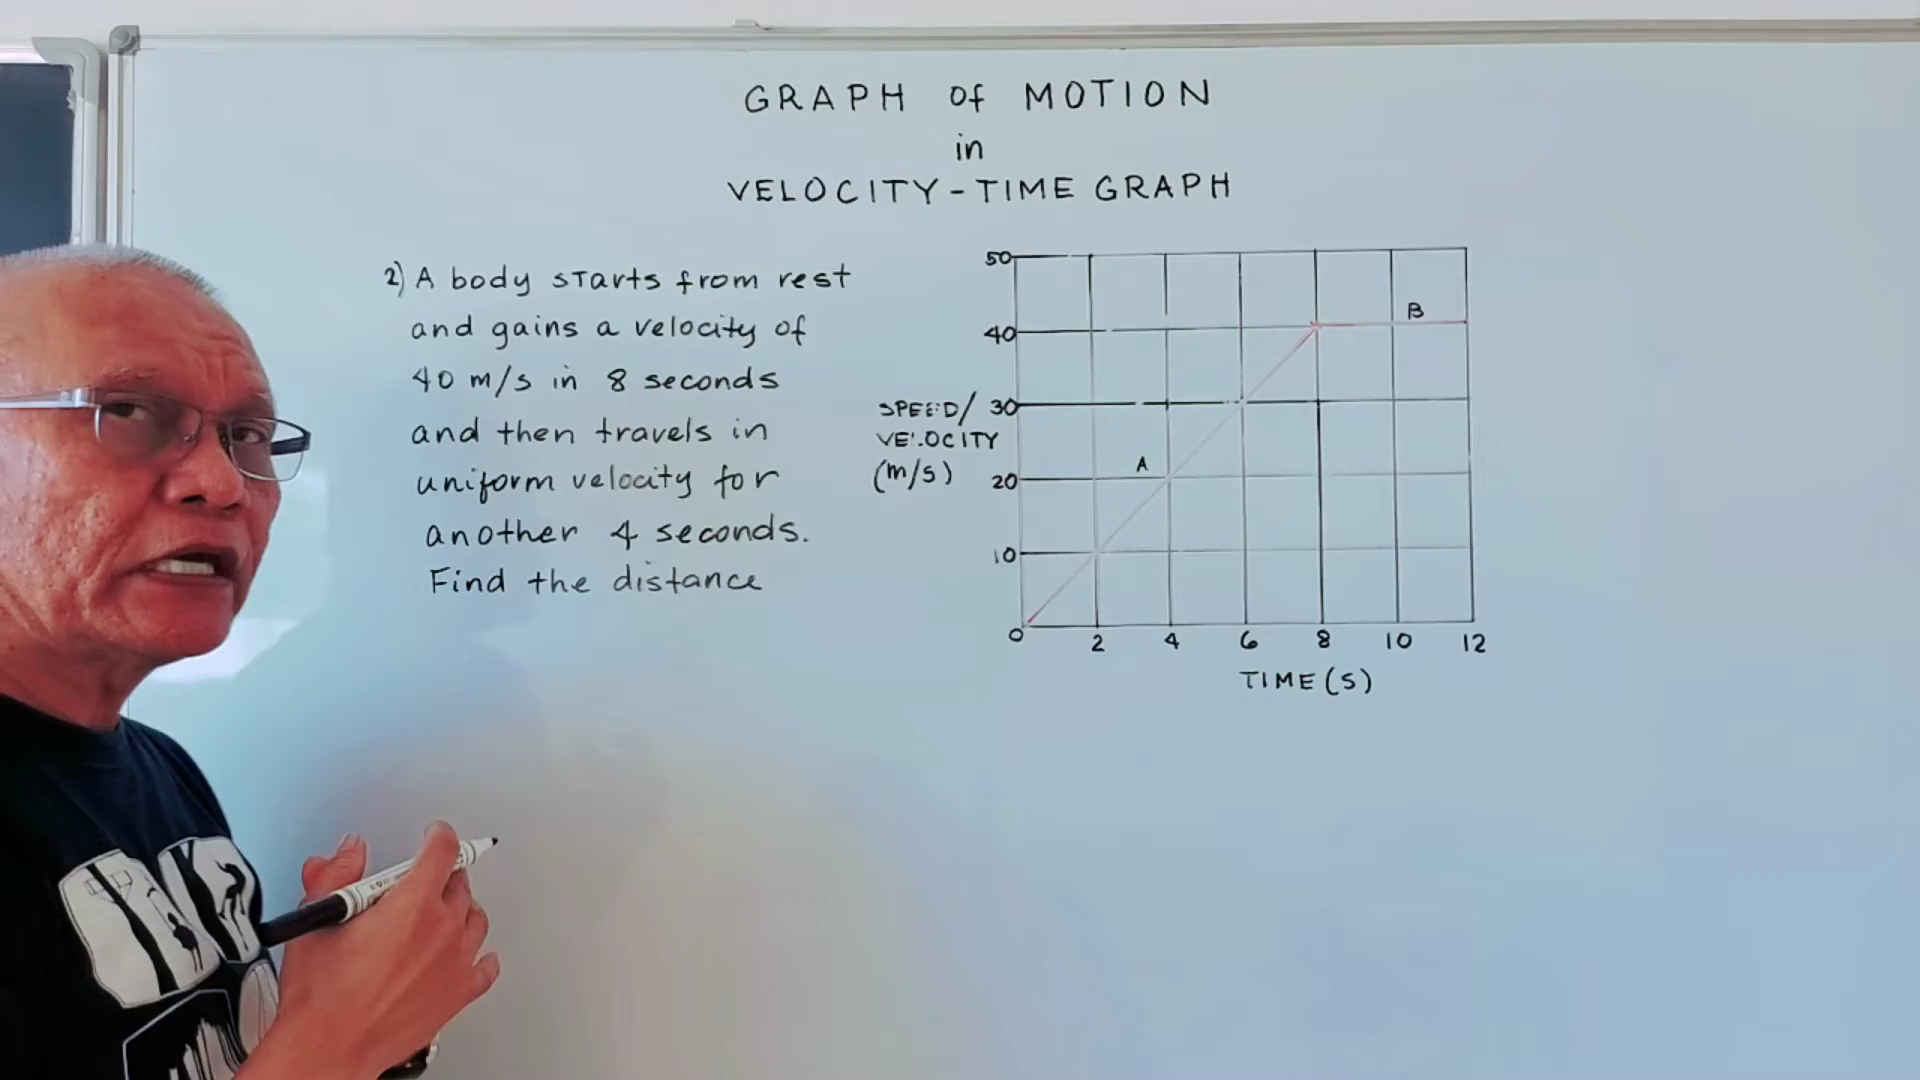 GRAPH of MOTION
in
VELOCITY-TIME GRAPH
2) A body starts from rest
and gains a velocity of
40 m/s in 8 seconds
and then travels in
uniform velocity for
another 4 seconds.
Find the distance
50
40
30
20
10
0
SPEED/
VELOCITY
(m/s)
A
B
2 4 6 8 10 12
TIME (S)